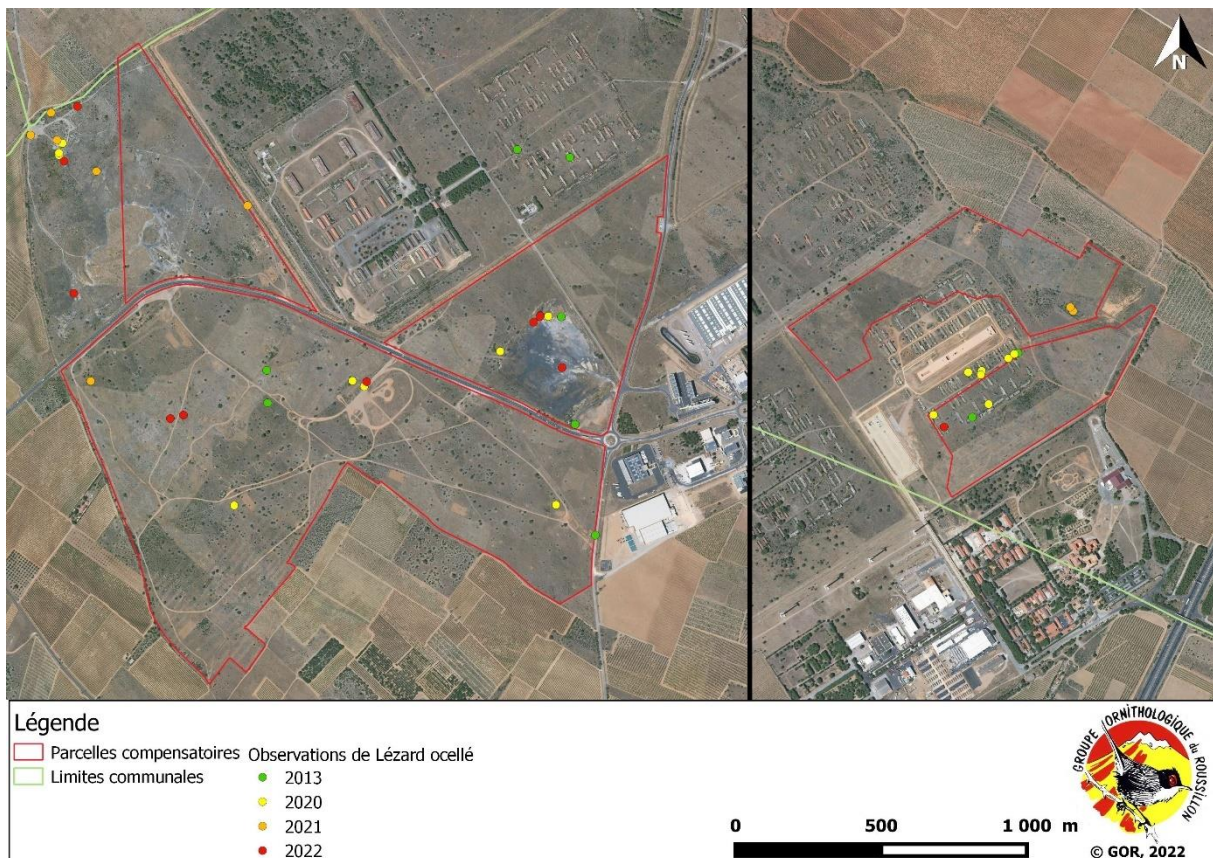 N
Légende
Parcelles compensatoires
Limites communales
Observations de Lézard ocellé
2013
2020
2021
2022
0 500 1 000 m
GROUPE ORNITHOLOGIQUE du ROUSSILLON
© GOR, 2022